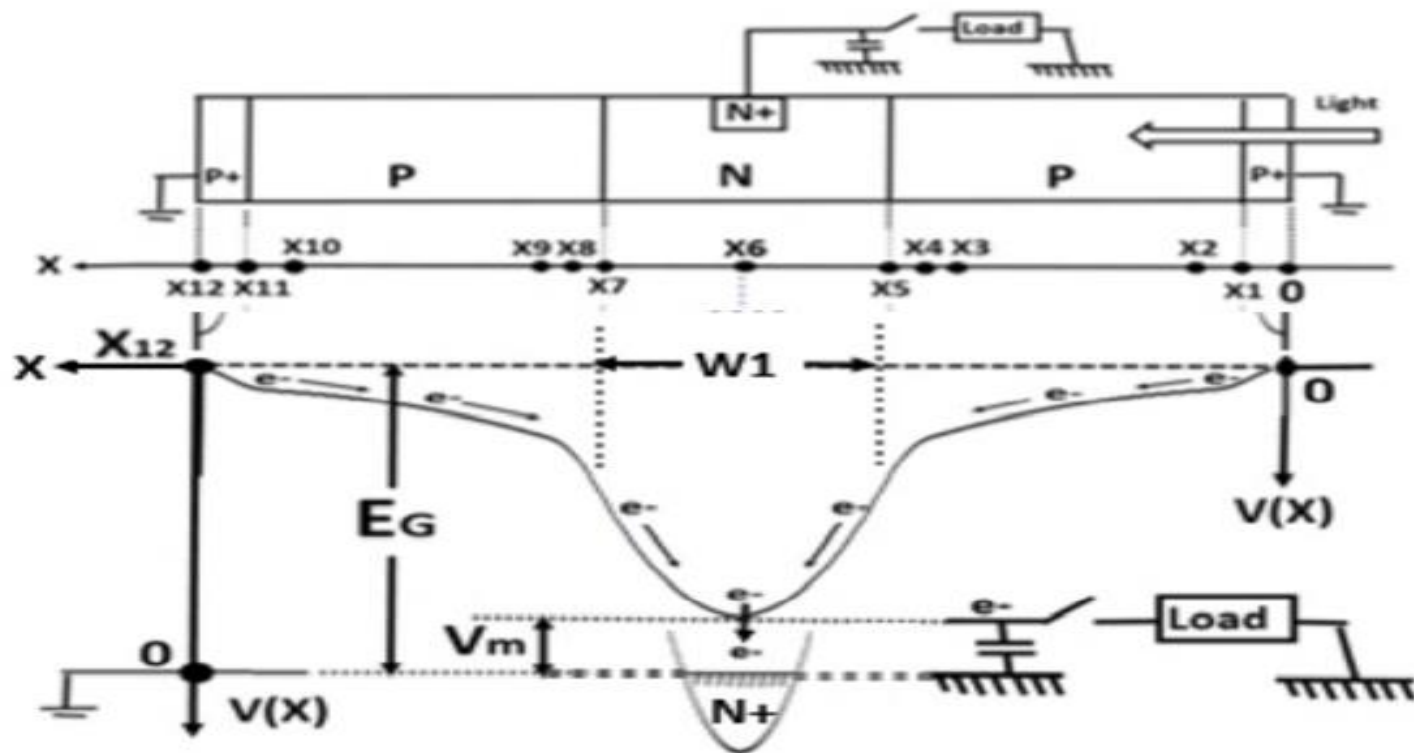 Load
N+
Light
P+ P N P P+
X10 X9 X8 X6 X4 X3 X2
X
X12 X11 X7 X5 X1 0
X12 W1
X
e- e- e- e-
0
EG
e- e-
V(X)
e- e-
Load
Vm
e-
0
N+
V(X)